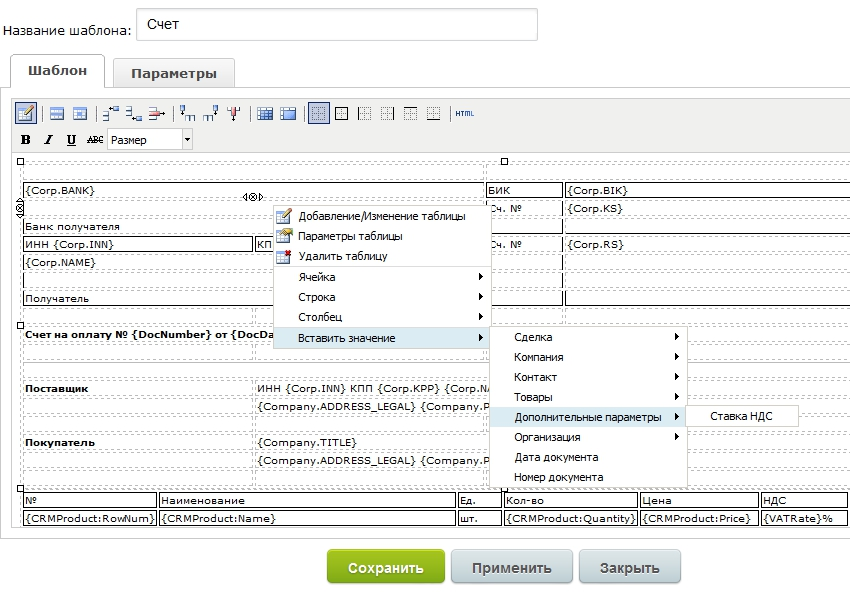 Название шаблона: Счет
Шаблон Параметры
HTML
B I U ABC Размер
{Corp.BANK} БИК {Corp.BIK}
Сч. № {Corp.KS}
Банк получателя
ИНН {Corp.INN} КП Сч. № {Corp.RS}
{Corp.NAME}
Получатель
Счет на оплату № {DocNumber} от {DocDa
Поставщик ИНН {Corp.INN} КПП {Corp.KPP} {Corp.NA
{Company.ADDRESS_LEGAL} {Company.P
Покупатель {Company.TITLE}
{Company.ADDRESS_LEGAL} {Company.P
№ Наименование Ед. Кол-во Цена НДС
{CRMProduct:RowNum} {CRMProduct:Name} шт. {CRMProduct:Quantity} {CRMProduct:Price} {VATRate}%
Добавление/Изменение таблицы
Параметры таблицы
Удалить таблицу
Ячейка
Строка
Столбец
Вставить значение
Сделка
Компания
Контакт
Товары
Дополнительные параметры
Организация
Дата документа
Номер документа
Ставка НДС
Сохранить Применить Закрыть